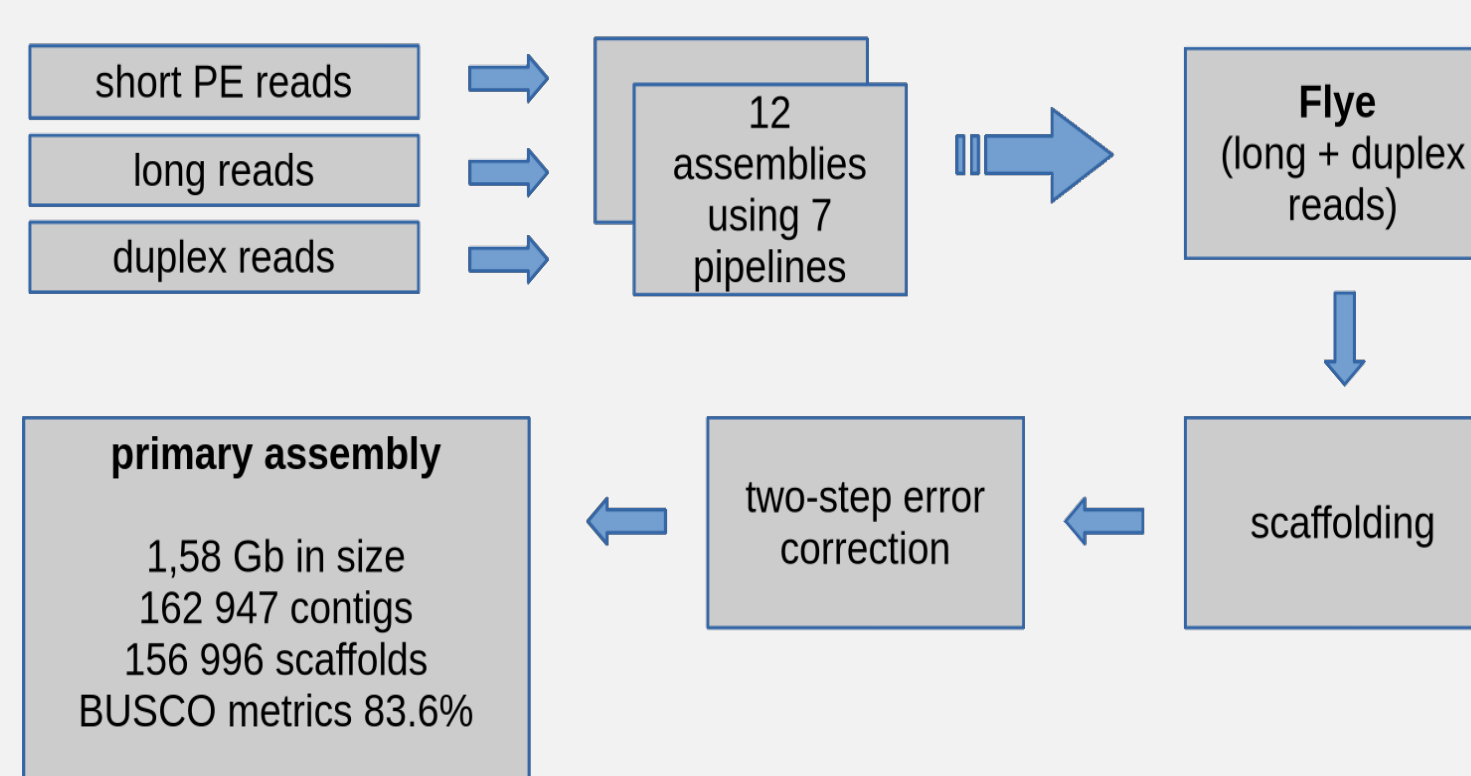 short PE reads
long reads
duplex reads
12
assemblies
using 7
pipelines
Flye
(long + duplex
reads)
scaffolding
two-step error
correction
primary assembly
1,58 Gb in size
162 947 contigs
156 996 scaffolds
BUSCO metrics 83.6%